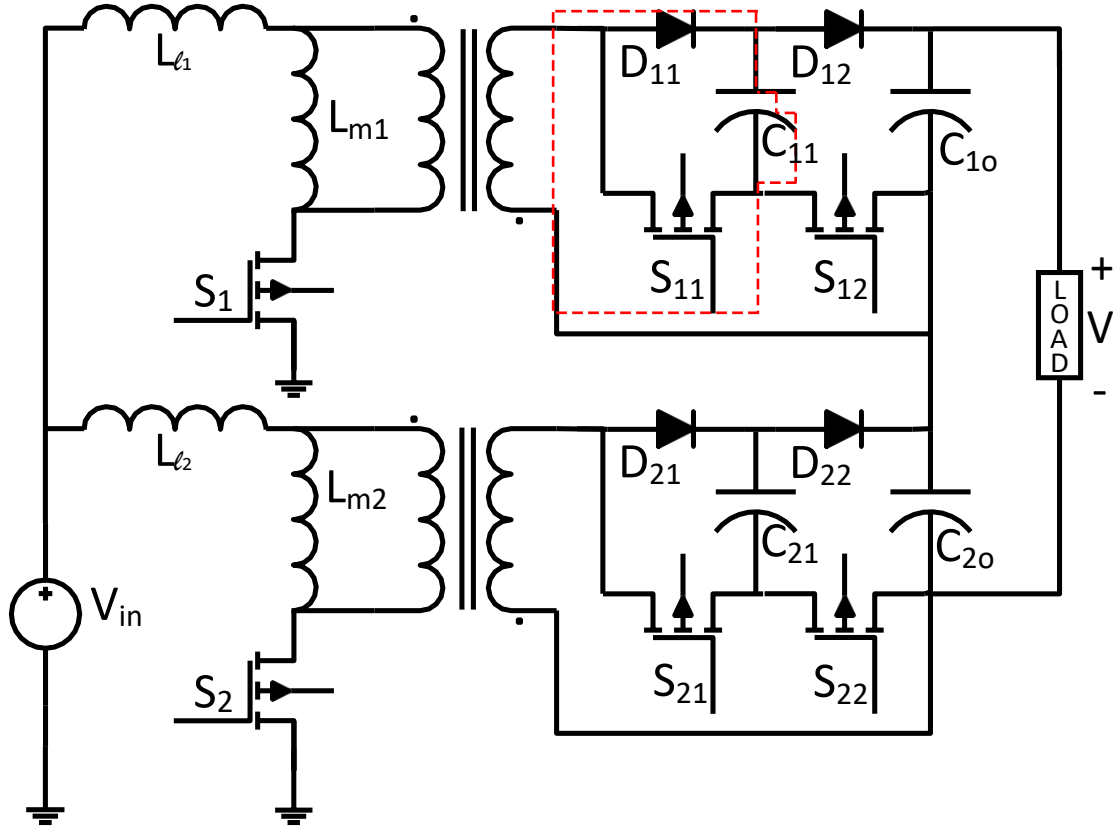 Lℓ1
Lm1
D11
D12
C11
C1o
S1
S11
S12
+
LOAD
V
-
Lℓ2
Lm2
D21
D22
C21
C2o
+
Vin
S2
S21
S22